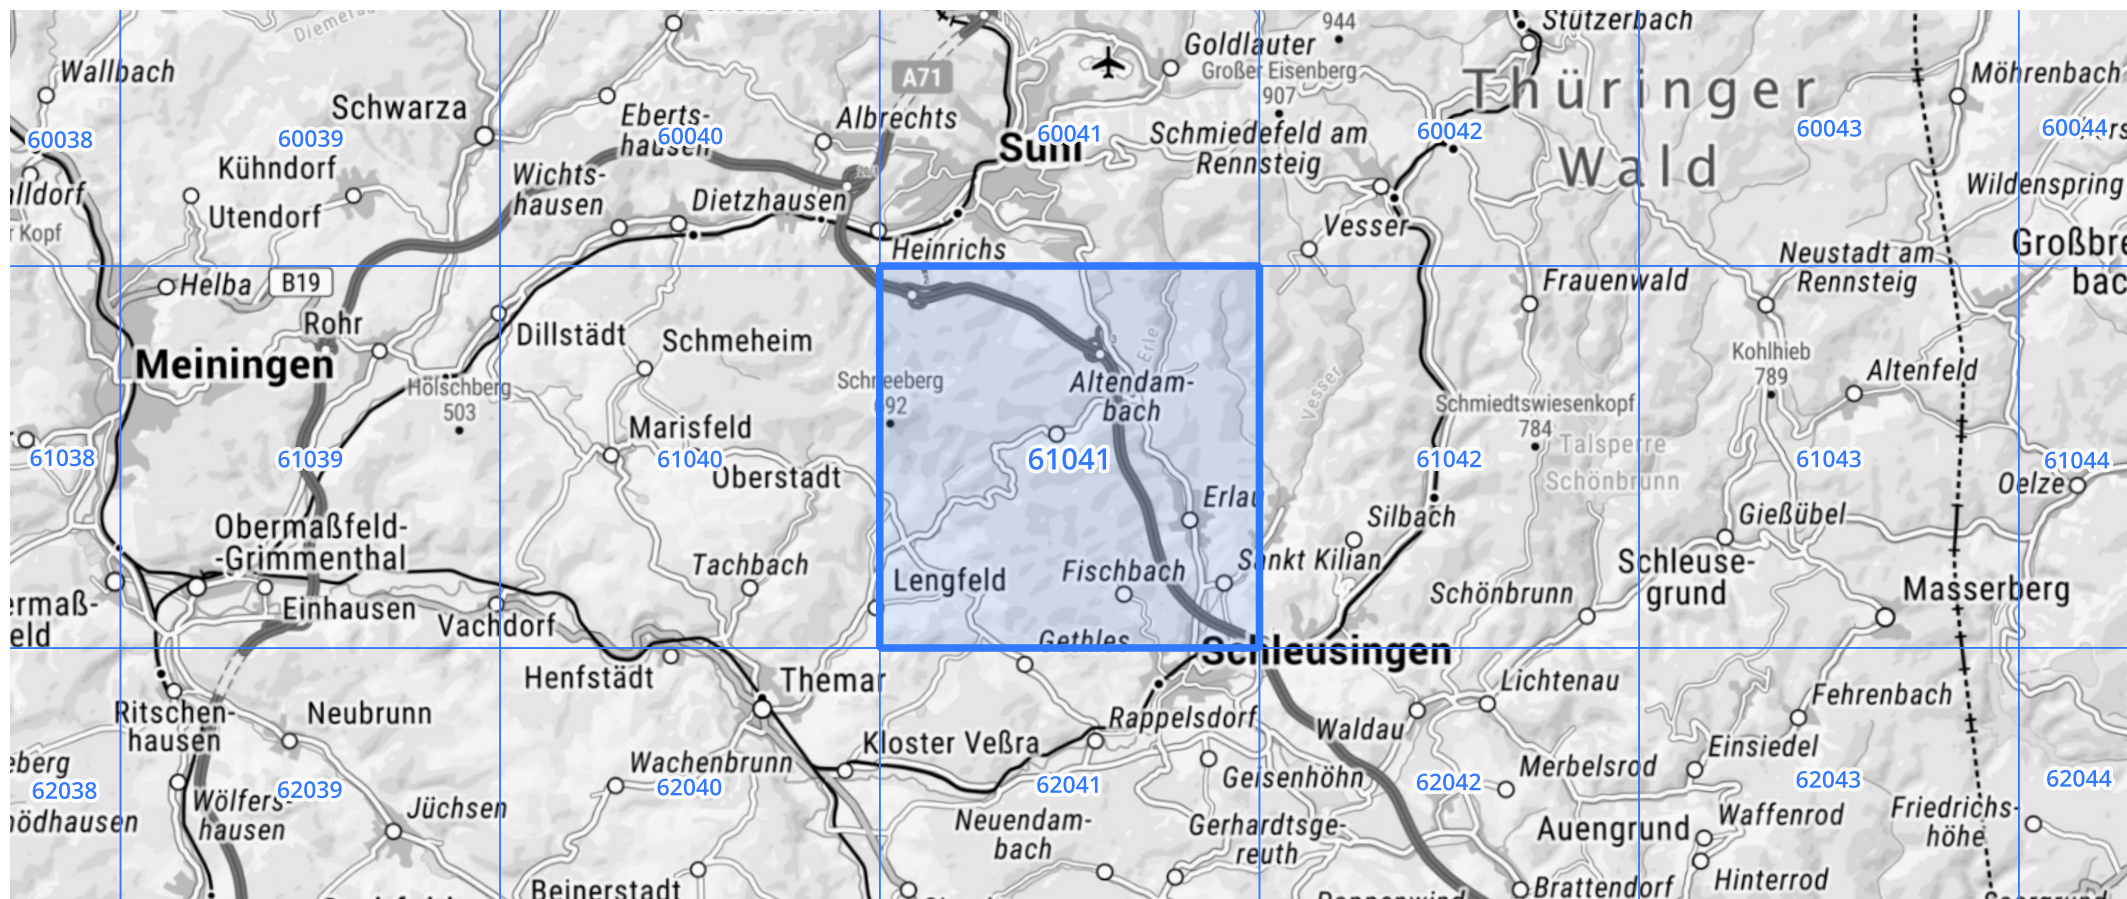 Stützerbach
944
Goldlauter
Großer Eisenberg
907
Wallbach
A71
Thüringer
Wald
Möhrenbach
Schwarza
Eberts-
hausen
Albrechts
Suhl
Schmiedefeld am
Rennsteig
60038
60039
60040
60041
60042
60043
60044
Kühndorf
Wichts-
hausen
Dietzhausen
Utendorf
Wildenspring
Vesser
Heinrichs
Neustadt am
Rennsteig
Helba
B19
Frauenwald
Rohr
Dillstädt
Schmeheim
Erle
Meiningen
Hölschberg
503
Schneeberg
Altendam-
bach
Vesser
Kohlhieb
789
Altenfeld
Schmiedtswiesenkopf
784
Talsperre
Schönbrunn
Marisfeld
Oberstadt
61038
61039
61040
61041
61042
61043
61044
Oelze
Erlau
Silbach
Gießübel
Obermaßfeld-
-Grimmenthal
Tachbach
Lengfeld
Fischbach
Sankt Kilian
Schleuse-
grund
Masserberg
Einhausen
Vachdorf
Schönbrunn
Gethles
Schleusingen
Henfstädt
Themar
Lichtenau
Fehrenbach
Ritschen-
hausen
Neubrunn
Rappelsdorf
Waldau
Kloster Veßra
Einsiedel
Wachenbrunn
Geisenhöhn
Merbelsrod
62038
62039
62040
62041
62042
62043
62044
Wölfers-
hausen
Jüchsen
Neuendam-
bach
Gerhardtsge-
reuth
Auengrund
Waffenrod
Friedrichs-
höhe
Beinerstadt
Brattendorf
Hinterrod